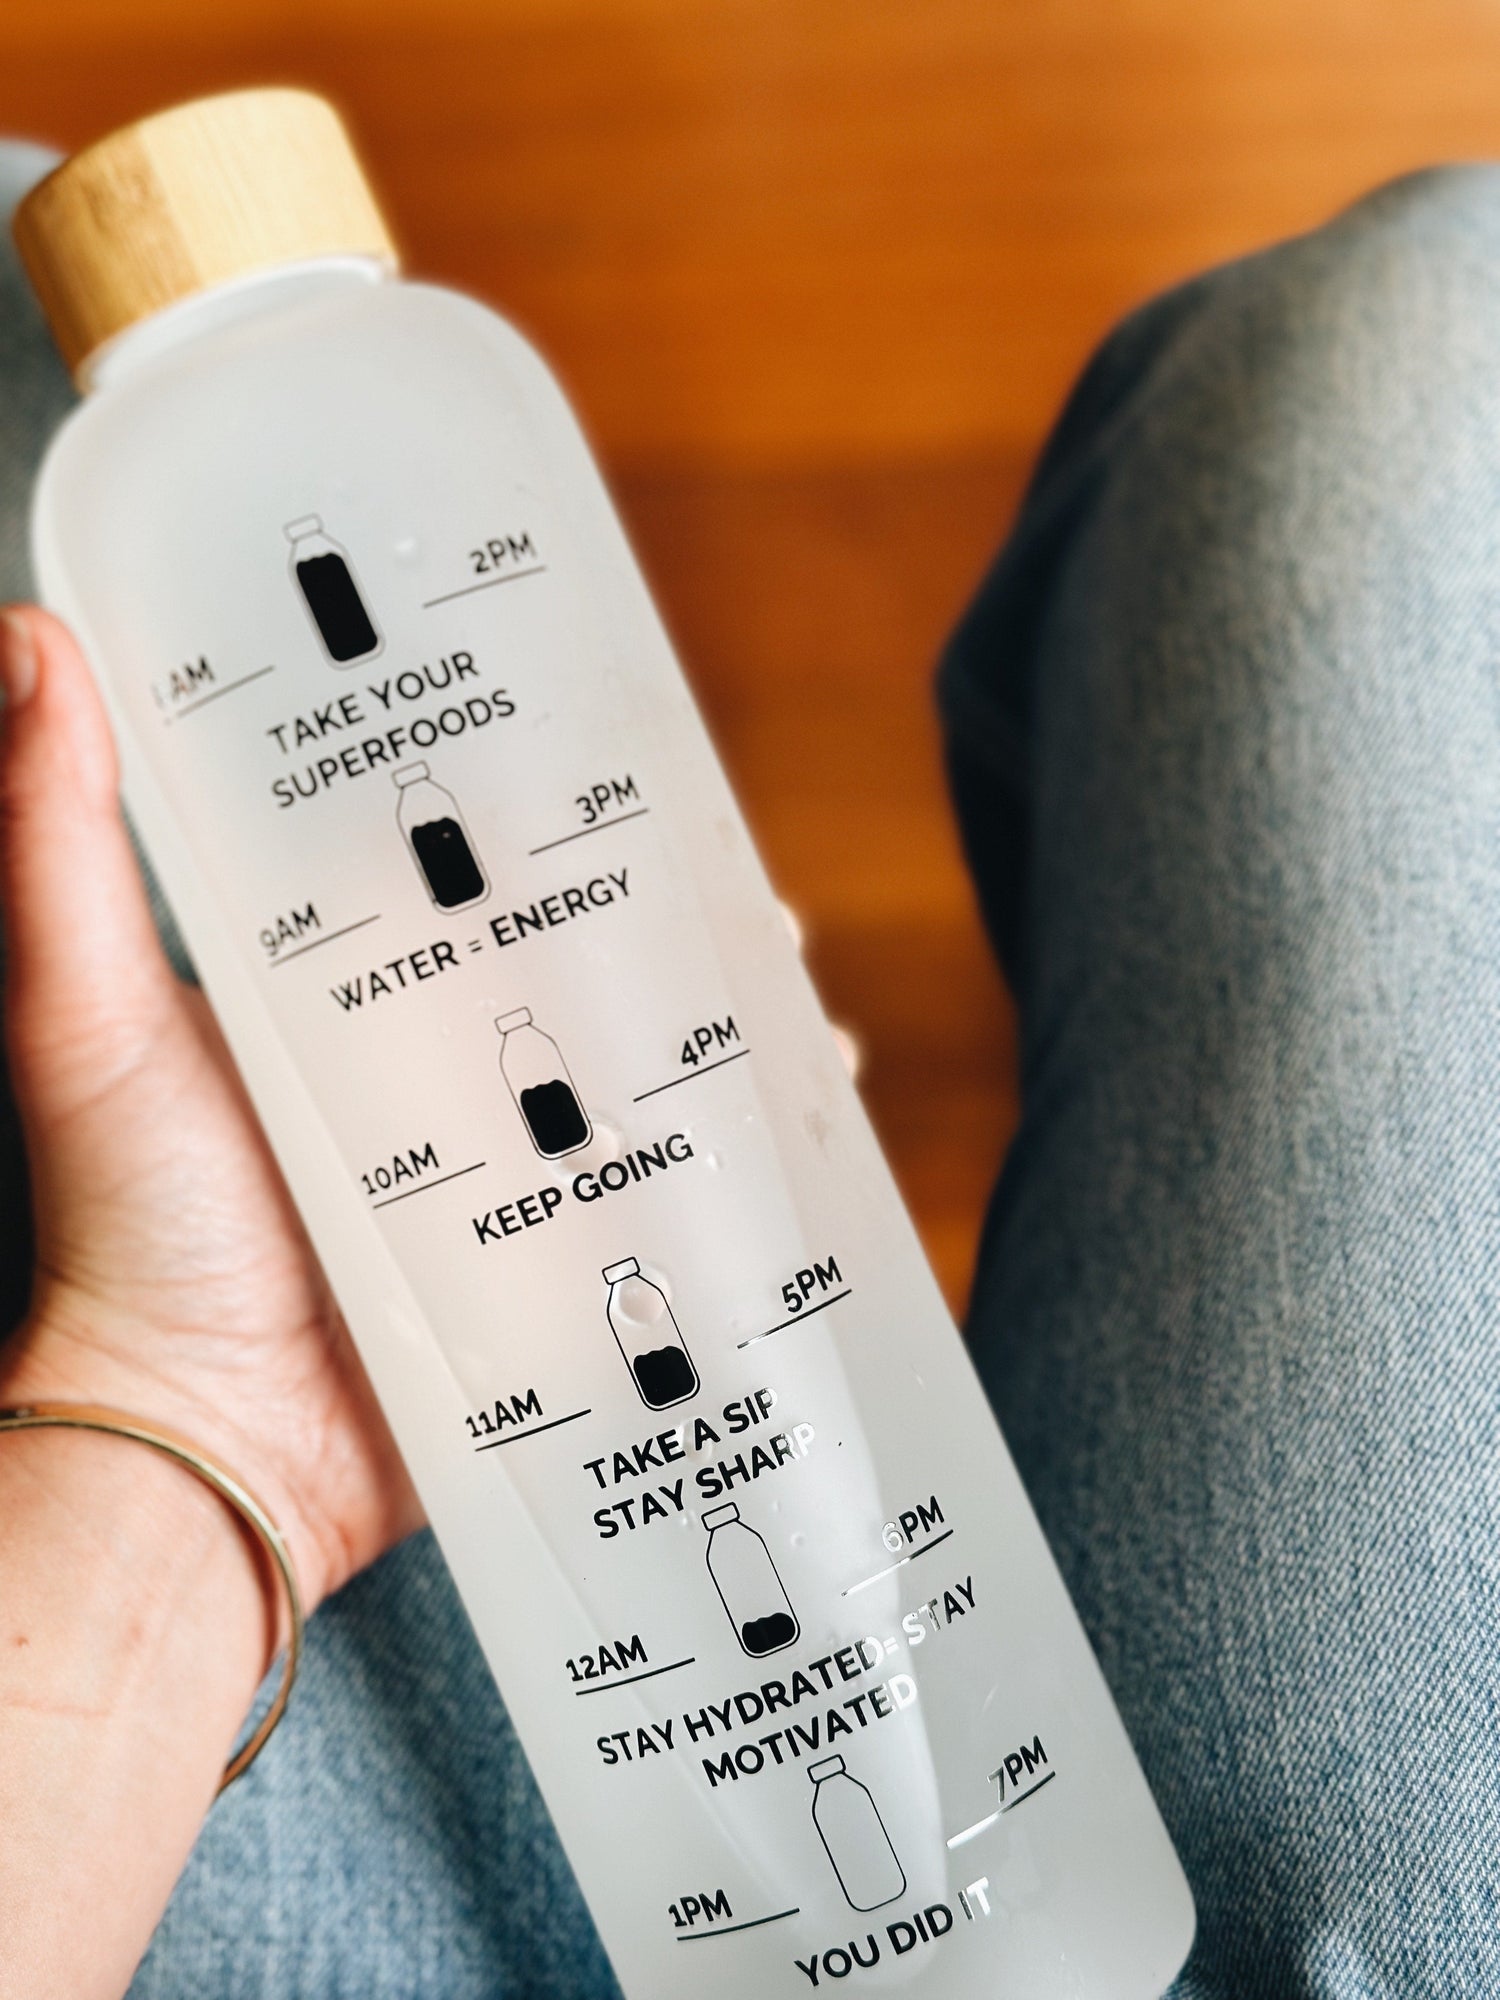 2PM
AM
TAKE YOUR
SUPERFOODS
3PM
9AM
WATER = ENERGY
4PM
10AM
KEEP GOING
5PM
11AM
TAKE A SIP
STAY SHARP
6PM
12AM
STAY HYDRATED= STAY
MOTIVATED
7PM
1PM
YOU DID IT